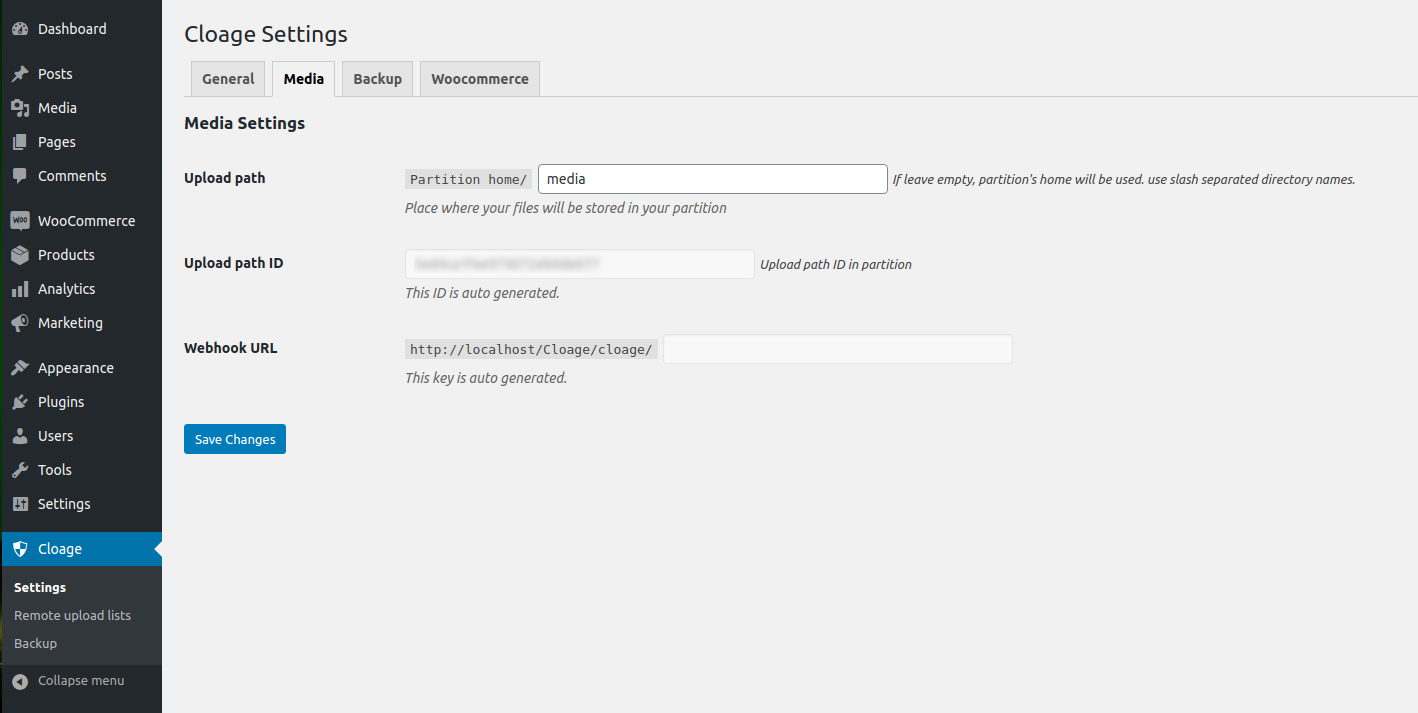 Dashboard
Posts
Media
Pages
Comments
WOO WooCommerce
Products
Analytics
Marketing
Appearance
Plugins
Users
Tools
Settings
Cloage
Settings
Remote upload lists
Backup
Collapse menu
Cloage Settings
General Media Backup Woocommerce
Media Settings
Upload path Partition home/ media If leave empty, partition's home will be used. use slash separated directory names.
Place where your files will be stored in your partition
Upload path ID Upload path ID in partition
This ID is auto generated.
Webhook URL http://localhost/Cloage/cloage/
This key is auto generated.
Save Changes